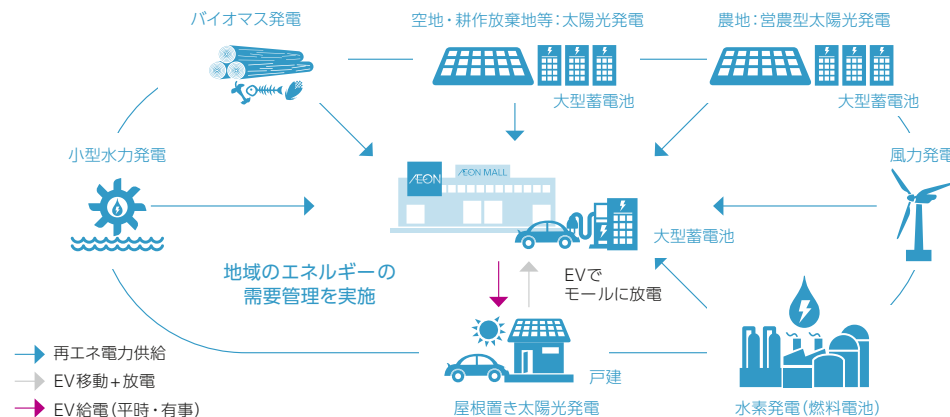 バイオマス発電
空地・耕作放棄地等:太陽光発電
農地:営農型太陽光発電
大型蓄電池
大型蓄電池
小型水力発電
風力発電
ÆON
ÆON MALL
大型蓄電池
地域のエネルギーの
需要管理を実施
EVで
モールに放電
再エネ電力供給
EV移動+放電
EV給電(平時・有事)
戸建
屋根置き太陽光発電
水素発電(燃料電池)